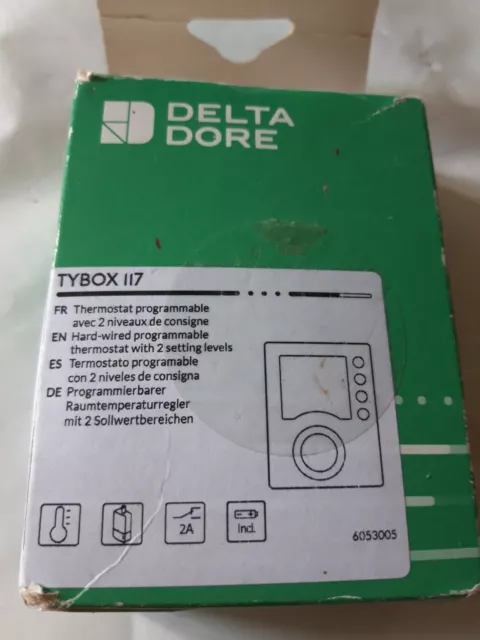 DELTA
DORE
TYBOX 117
FR Thermostat programmable
avec 2 niveaux de consigne
EN Hard-wired programmable
thermostat with 2 setting levels
ES Termostato programable
con 2 niveles de consigna
DE Programmierbarer
Raumtemperaturregler
mit 2 Sollwertbereichen
2A
Incl.
6053005